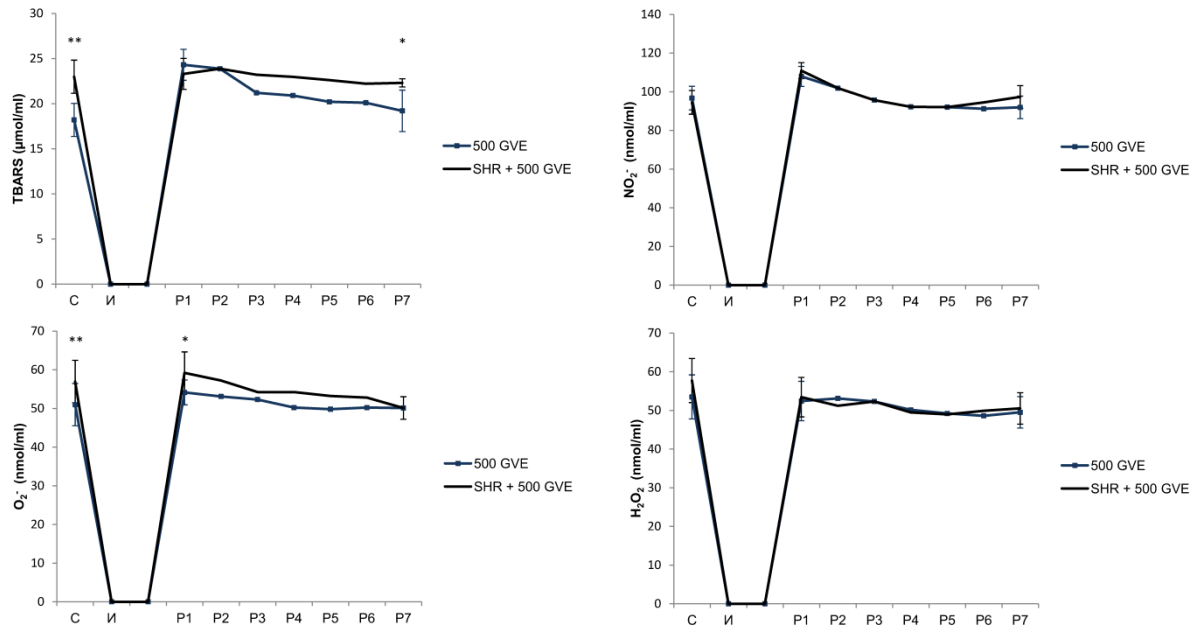 TBARS (µmol/ml)
30
25
20
15
10
5
0
** *
C И P1 P2 P3 P4 P5 P6 P7
500 GVE
SHR + 500 GVE
NO₂⁻ (nmol/ml)
140
120
100
80
60
40
20
0
C И P1 P2 P3 P4 P5 P6 P7
500 GVE
SHR + 500 GVE
O₂⁻ (nmol/ml)
70
60
50
40
30
20
10
0
** *
C И P1 P2 P3 P4 P5 P6 P7
500 GVE
SHR + 500 GVE
H₂O₂ (nmol/ml)
70
60
50
40
30
20
10
0
C И P1 P2 P3 P4 P5 P6 P7
500 GVE
SHR + 500 GVE